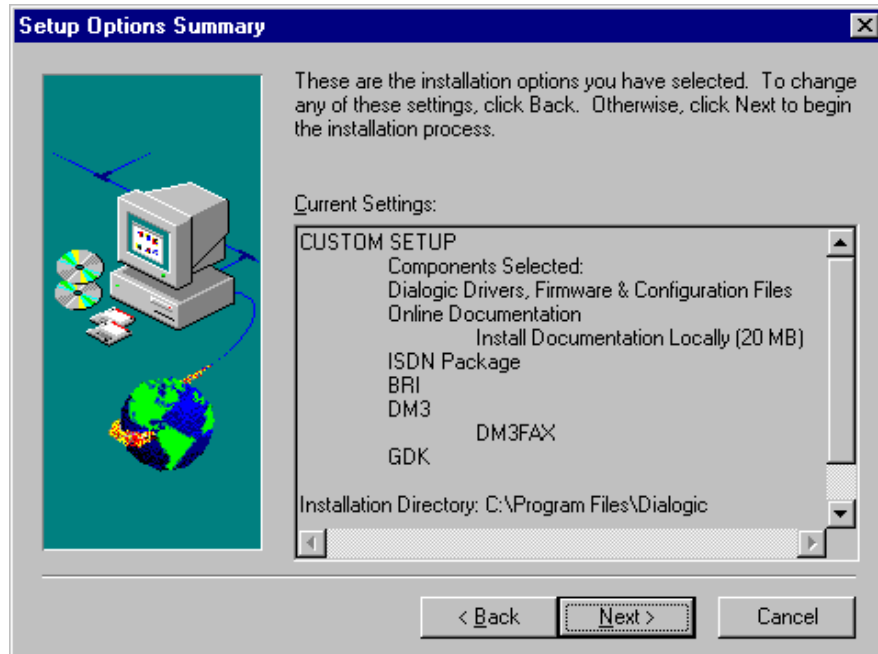 Setup Options Summary
These are the installation options you have selected. To change
any of these settings, click Back. Otherwise, click Next to begin
the installation process.
Current Settings:
CUSTOM SETUP
Components Selected:
Dialogic Drivers, Firmware & Configuration Files
Online Documentation
Install Documentation Locally (20 MB)
ISDN Package
BRI
DM3
DM3FAX
GDK
Installation Directory: C:\Program Files\Dialogic
< Back
Next >
Cancel